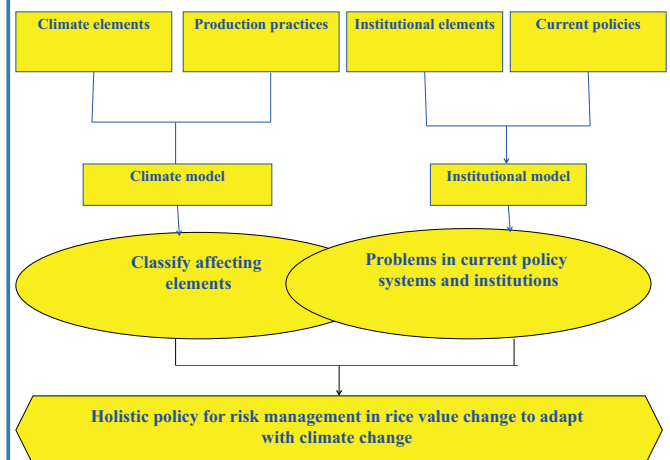 Climate elements
Production practices
Institutional elements
Current policies
Climate model
Institutional model
Classify affecting
elements
Problems in current policy
systems and institutions
Holistic policy for risk management in rice value change to adapt
with climate change